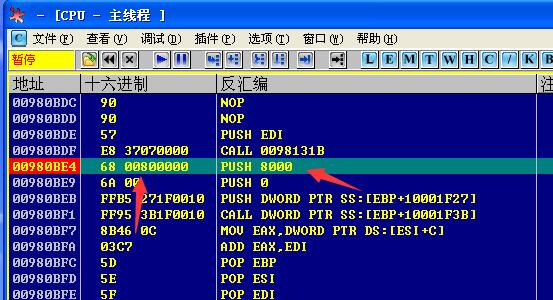 - [CPU - 主线程 ]
C 文件(F) 查看(V) 调试(D) 插件(P) 选项(T) 窗口(W) 帮助(H)
暂停 L E M T W H C / K B
地址 十六进制 反汇编 注
00980BDC 90 NOP
00980BDD 90 NOP
00980BDE 57 PUSH EDI
00980BDF E8 37070000 CALL 0098131B
00980BE4 68 00800000 PUSH 8000
00980BE9 6A 00 PUSH 0
00980BEB FFB5 271F0010 PUSH DWORD PTR SS:[EBP+10001F27]
00980BF1 FF95 3B1F0010 CALL DWORD PTR SS:[EBP+10001F3B]
00980BF7 8B46 0C MOV EAX,DWORD PTR DS:[ESI+C]
00980BFA 03C7 ADD EAX,EDI
00980BFC 5D POP EBP
00980BFD 5E POP ESI
00980BFE 5F POP EDI